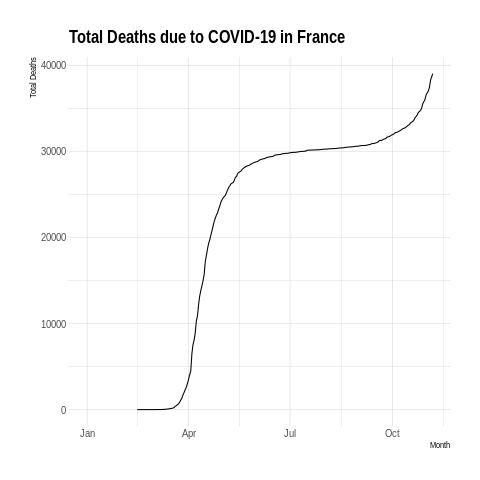 Total Deaths due to COVID-19 in France
Total Deaths
40000
30000
20000
10000
0
Jan Apr Jul Oct
Month